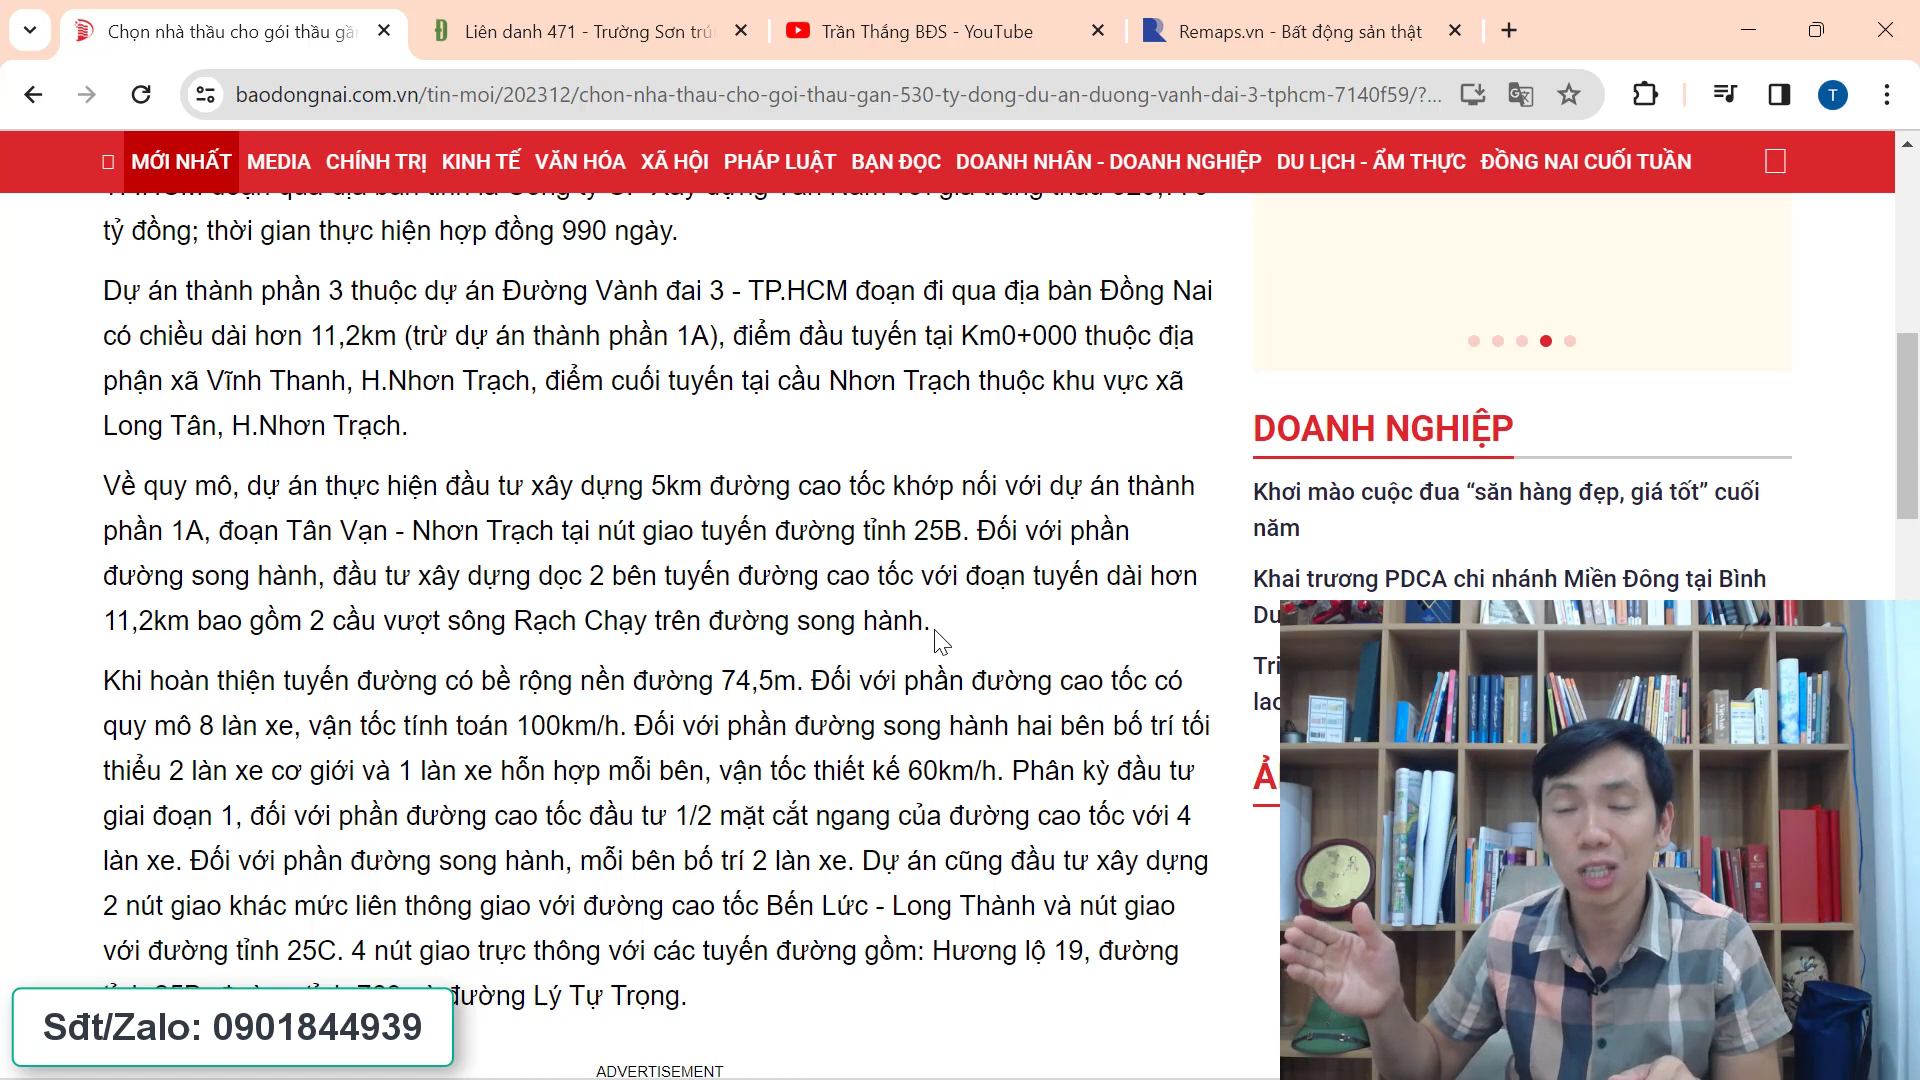 Chọn nhà thầu cho gói thầu gần
Liên danh 471 - Trường Sơn trú
Trần Thắng BĐS - YouTube
Remaps.vn - Bất động sản thật
baodongnai.com.vn/tin-moi/202312/chon-nha-thau-cho-goi-thau-gan-530-ty-dong-du-an-duong-vanh-dai-3-tphcm-7140f59/?...
T
MỚI NHẤT MEDIA CHÍNH TRỊ KINH TẾ VĂN HÓA XÃ HỘI PHÁP LUẬT BẠN ĐỌC DOANH NHÂN - DOANH NGHIỆP DU LỊCH - ẨM THỰC ĐỒNG NAI CUỐI TUẦN
tỷ đồng; thời gian thực hiện hợp đồng 990 ngày.
Dự án thành phần 3 thuộc dự án Đường Vành đai 3 - TP.HCM đoạn đi qua địa bàn Đồng Nai
có chiều dài hơn 11,2km (trừ dự án thành phần 1A), điểm đầu tuyến tại Km0+000 thuộc địa
phận xã Vĩnh Thanh, H.Nhơn Trạch, điểm cuối tuyến tại cầu Nhơn Trạch thuộc khu vực xã
Long Tân, H.Nhơn Trạch.
Về quy mô, dự án thực hiện đầu tư xây dựng 5km đường cao tốc khớp nối với dự án thành
phần 1A, đoạn Tân Vạn - Nhơn Trạch tại nút giao tuyến đường tỉnh 25B. Đối với phần
đường song hành, đầu tư xây dựng dọc 2 bên tuyến đường cao tốc với đoạn tuyến dài hơn
11,2km bao gồm 2 cầu vượt sông Rạch Chạy trên đường song hành.
Khi hoàn thiện tuyến đường có bề rộng nền đường 74,5m. Đối với phần đường cao tốc có
quy mô 8 làn xe, vận tốc tính toán 100km/h. Đối với phần đường song hành hai bên bố trí tối
thiểu 2 làn xe cơ giới và 1 làn xe hỗn hợp mỗi bên, vận tốc thiết kế 60km/h. Phân kỳ đầu tư
giai đoạn 1, đối với phần đường cao tốc đầu tư 1/2 mặt cắt ngang của đường cao tốc với 4
làn xe. Đối với phần đường song hành, mỗi bên bố trí 2 làn xe. Dự án cũng đầu tư xây dựng
2 nút giao khác mức liên thông giao với đường cao tốc Bến Lức - Long Thành và nút giao
với đường tỉnh 25C. 4 nút giao trực thông với các tuyến đường gồm: Hương lộ 19, đường
đường Lý Tự Trọng.
ADVERTISEMENT
DOANH NGHIỆP
Khơi mào cuộc đua “săn hàng đẹp, giá tốt” cuối
năm
Khai trương PDCA chi nhánh Miền Đông tại Bình
Sđt/Zalo: 0901844939